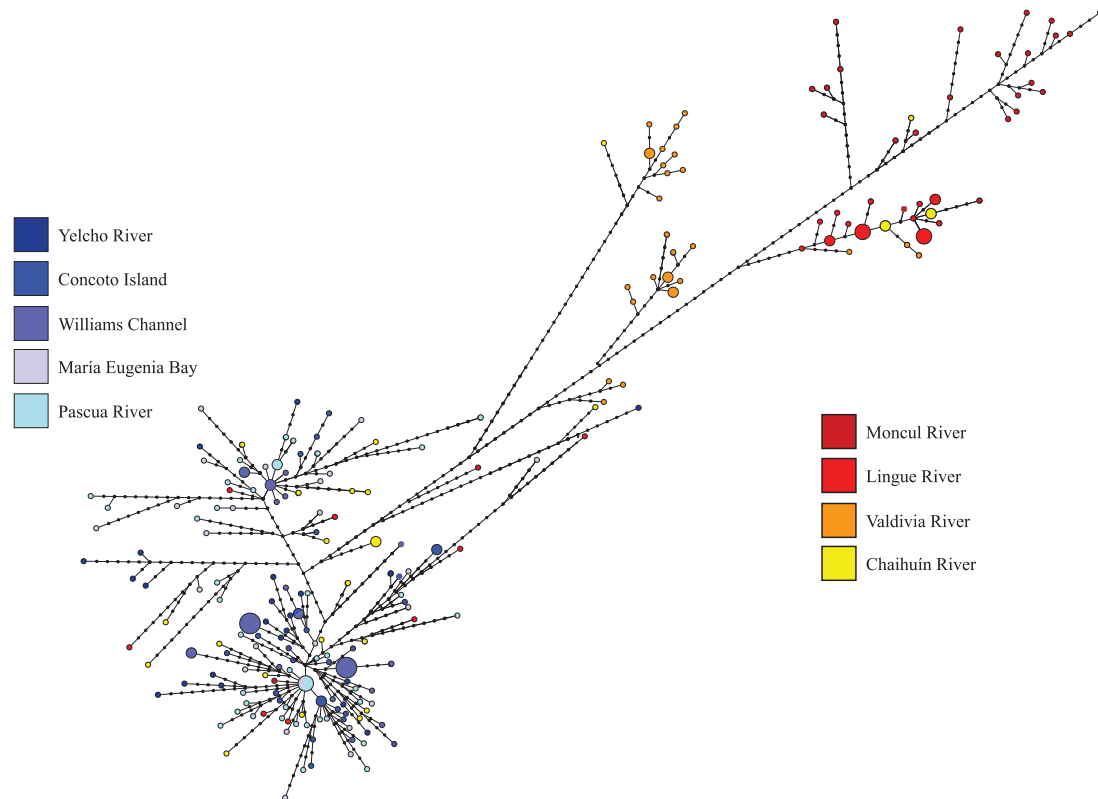 Yelcho River
Concoto Island
Williams Channel
María Eugenia Bay
Pascua River
Moncul River
Lingue River
Valdivia River
Chaihuín River